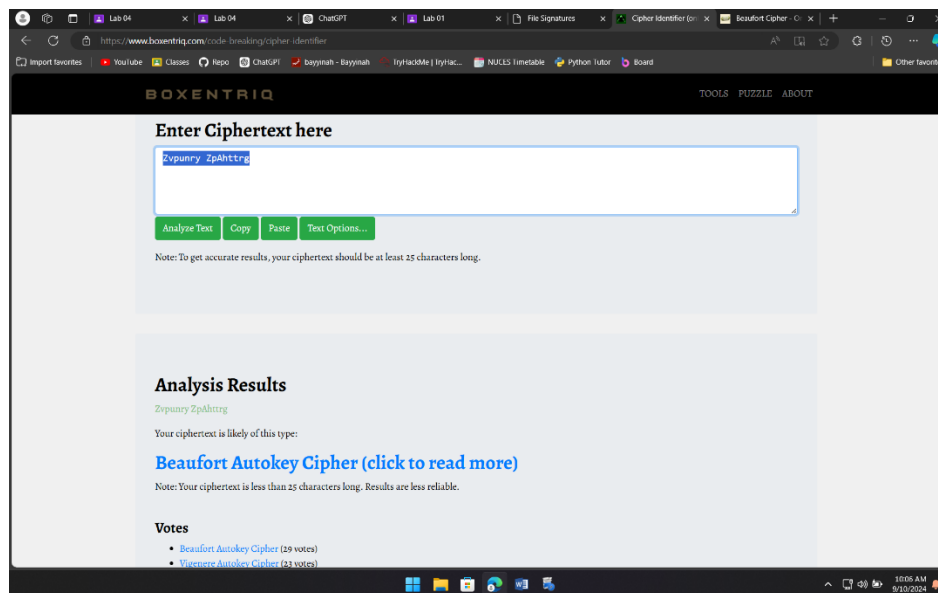 Lab 04
Lab 04
ChatGPT
Lab 01
File Signatures
Cipher Identifier (on
Beaufort Cipher - O
https://www.boxentriq.com/code-breaking/cipher-identifier
Import favorites
YouTube
Classes
Repo
ChatGPT
bayyinah - Bayyinah
TryHackMe | TryHac...
NUCES Timetable
Python Tutor
Board
Other favorit
BOXENTRIQ
TOOLS PUZZLE ABOUT
Enter Ciphertext here
Zvpunry ZpAhttrg
Analyze Text
Copy
Paste
Text Options...
Note: To get accurate results, your ciphertext should be at least 25 characters long.
Analysis Results
Zvpunry ZpAhttrg
Your ciphertext is likely of this type:
Beaufort Autokey Cipher (click to read more)
Note: Your ciphertext is less than 25 characters long. Results are less reliable.
Votes
Beaufort Autokey Cipher (29 votes)
Vigenere Autokey Cipher (23 votes)
10:06 AM
9/10/2024